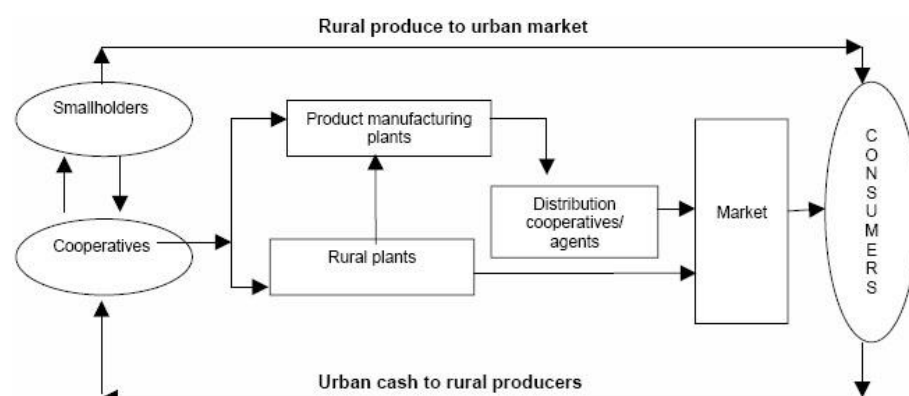 Rural produce to urban market
Smallholders
Product manufacturing
plants
Distribution
cooperatives/
agents
Market
CONSUMERS
Cooperatives
Rural plants
Urban cash to rural producers